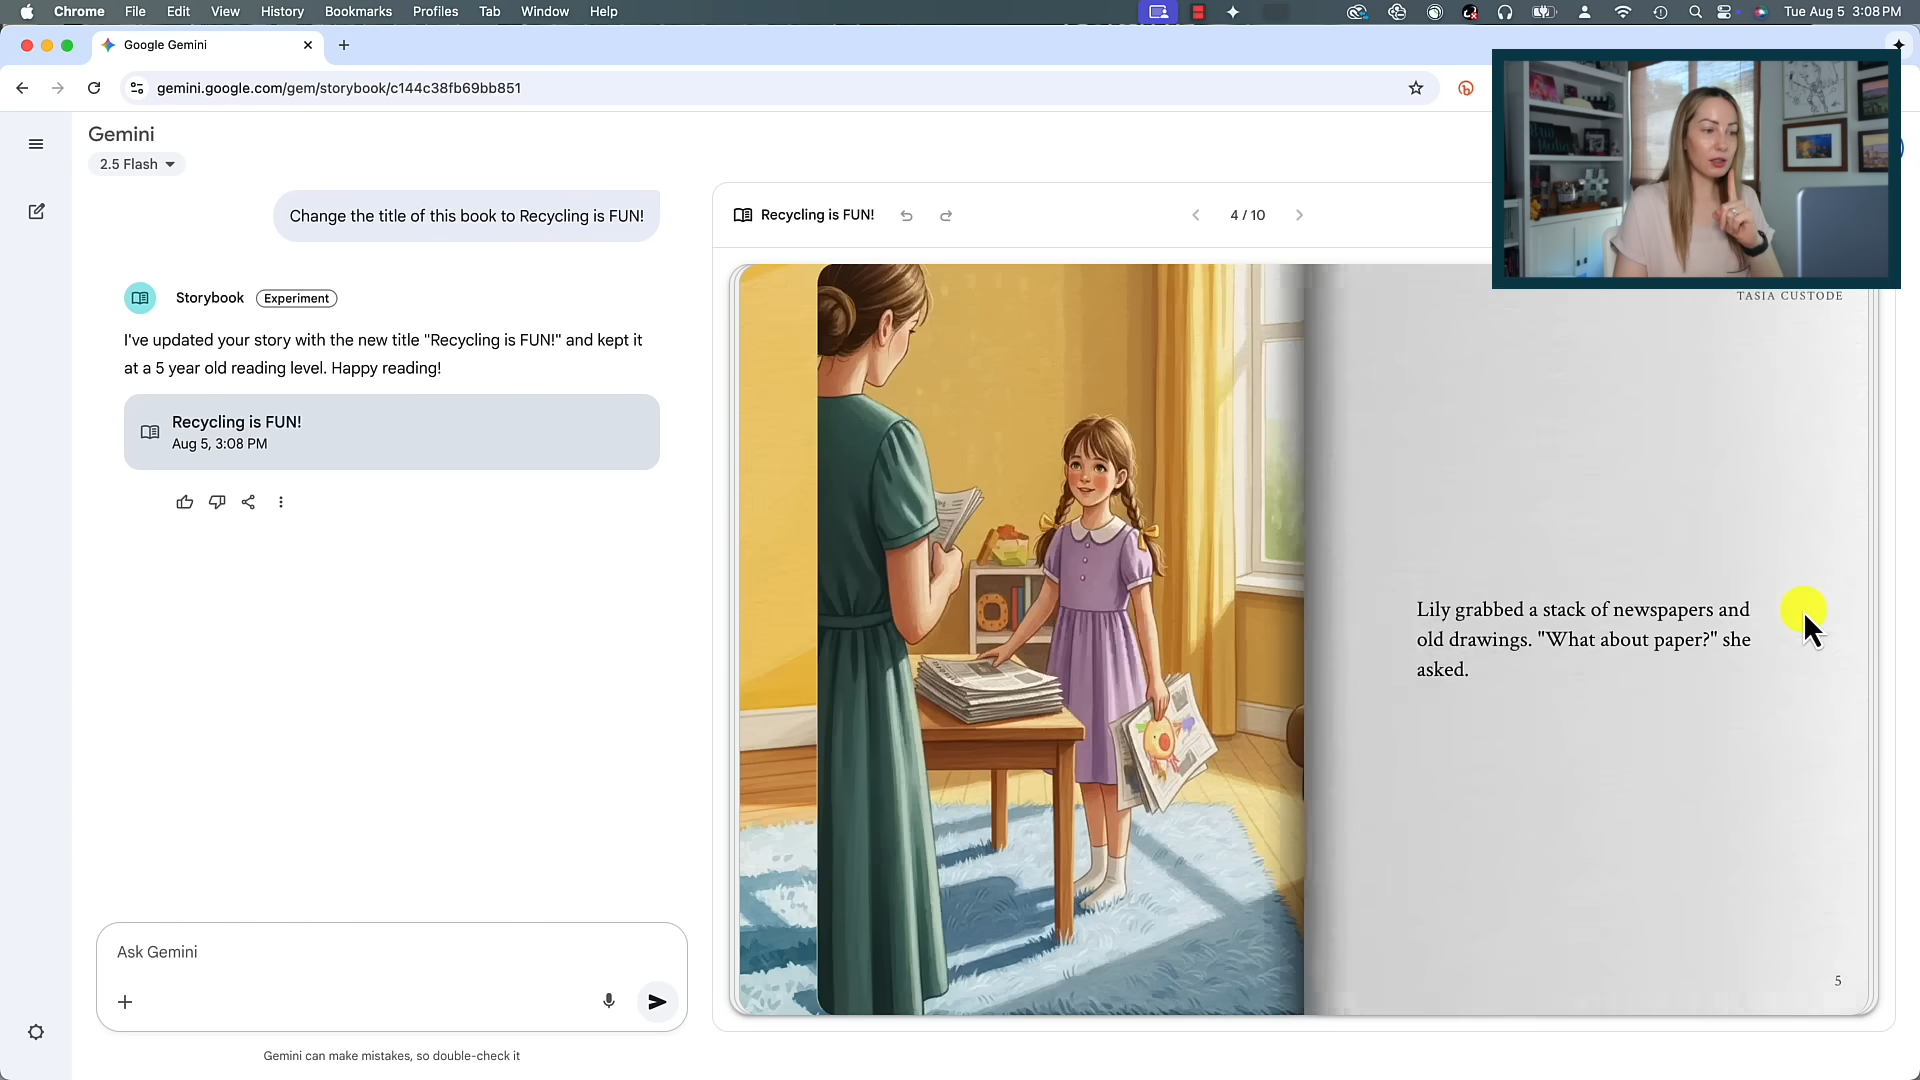 Chrome File Edit View History Bookmarks Profiles Tab Window Help
Tue Aug 5 3:08 PM
Google Gemini
gemini.google.com/gem/storybook/c144c38fb69bb851
Gemini
2.5 Flash
Change the title of this book to Recycling is FUN!
Storybook Experiment
I've updated your story with the new title "Recycling is FUN!" and kept it
at a 5 year old reading level. Happy reading!
Recycling is FUN!
Aug 5, 3:08 PM
Ask Gemini
Gemini can make mistakes, so double-check it
Recycling is FUN!
4 / 10
TASIA CUSTODE
Lily grabbed a stack of newspapers and
old drawings. "What about paper?" she
asked.
5